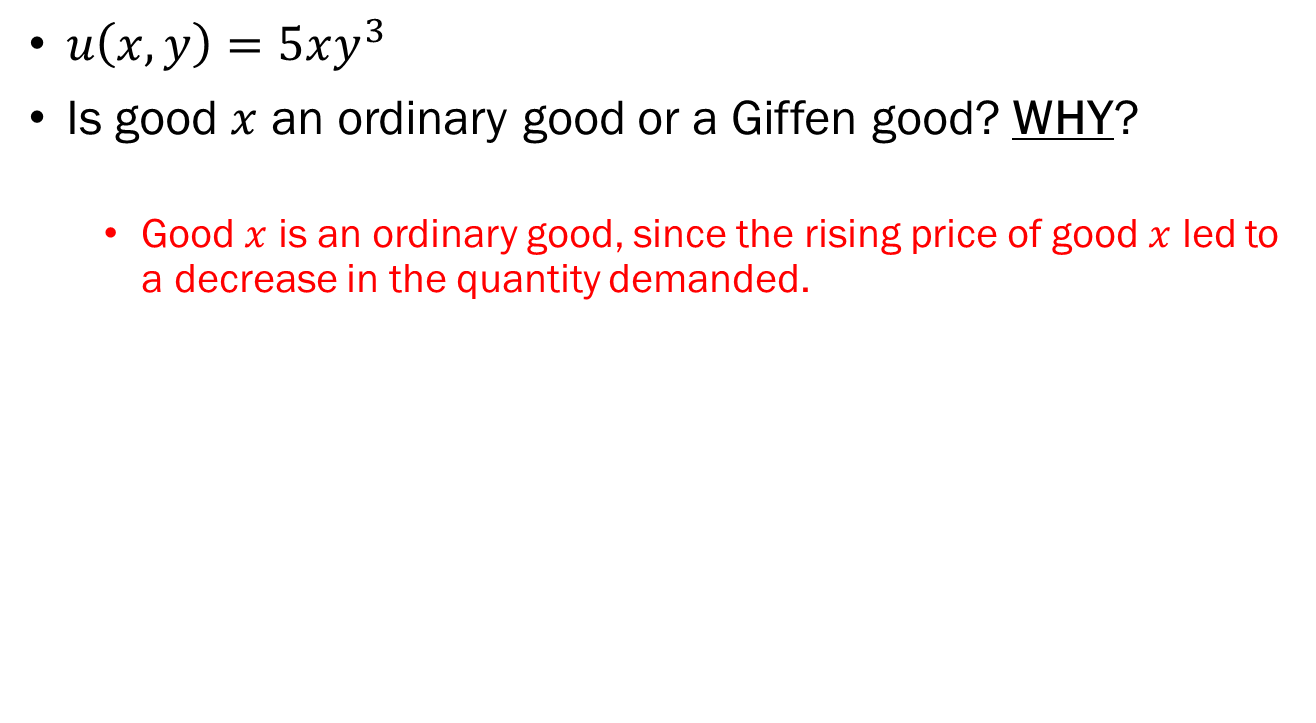 • u(x, y) = 5xy³
• Is good x an ordinary good or a Giffen good? WHY?
• Good x is an ordinary good, since the rising price of good x led to
a decrease in the quantity demanded.